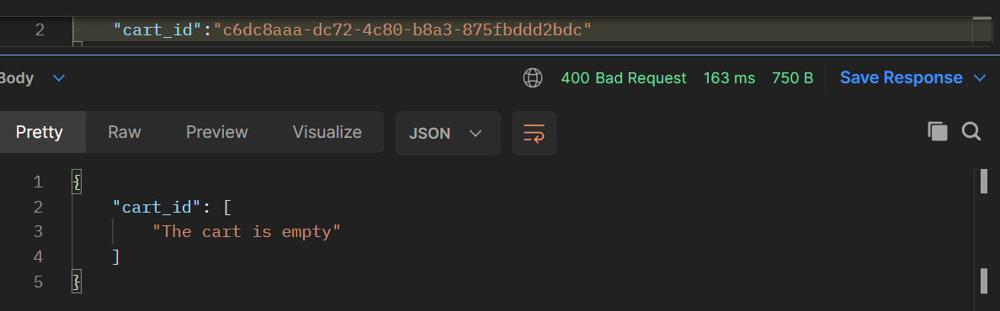 2 "cart_id":"c6dc8aaa-dc72-4c80-b8a3-875fbddd2bdc"
Body 400 Bad Request 163 ms 750 B Save Response
Pretty Raw Preview Visualize JSON
1 {
2 "cart_id": [
3 "The cart is empty"
4 ]
5 }